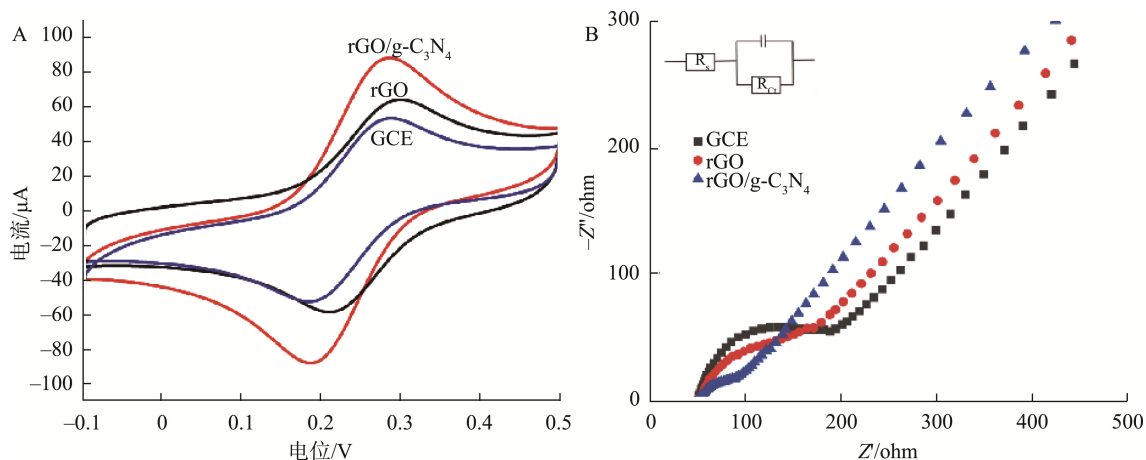 A
rGO/g-C₃N₄
rGO
GCE
100
80
60
40
20
0
–20
–40
–60
–80
–100
电流/μA
–0.1
0
0.1
0.2
0.3
0.4
0.5
电位/V
B
Rs
RCt
GCE
rGO
rGO/g-C₃N₄
300
200
100
0
–Z″/ohm
0
100
200
300
400
500
Z′/ohm